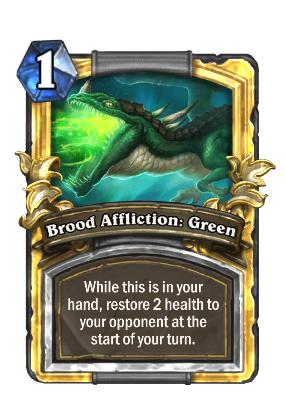 1
Brood Affliction: Green
While this is in your
hand, restore 2 health to
your opponent at the
start of your turn.